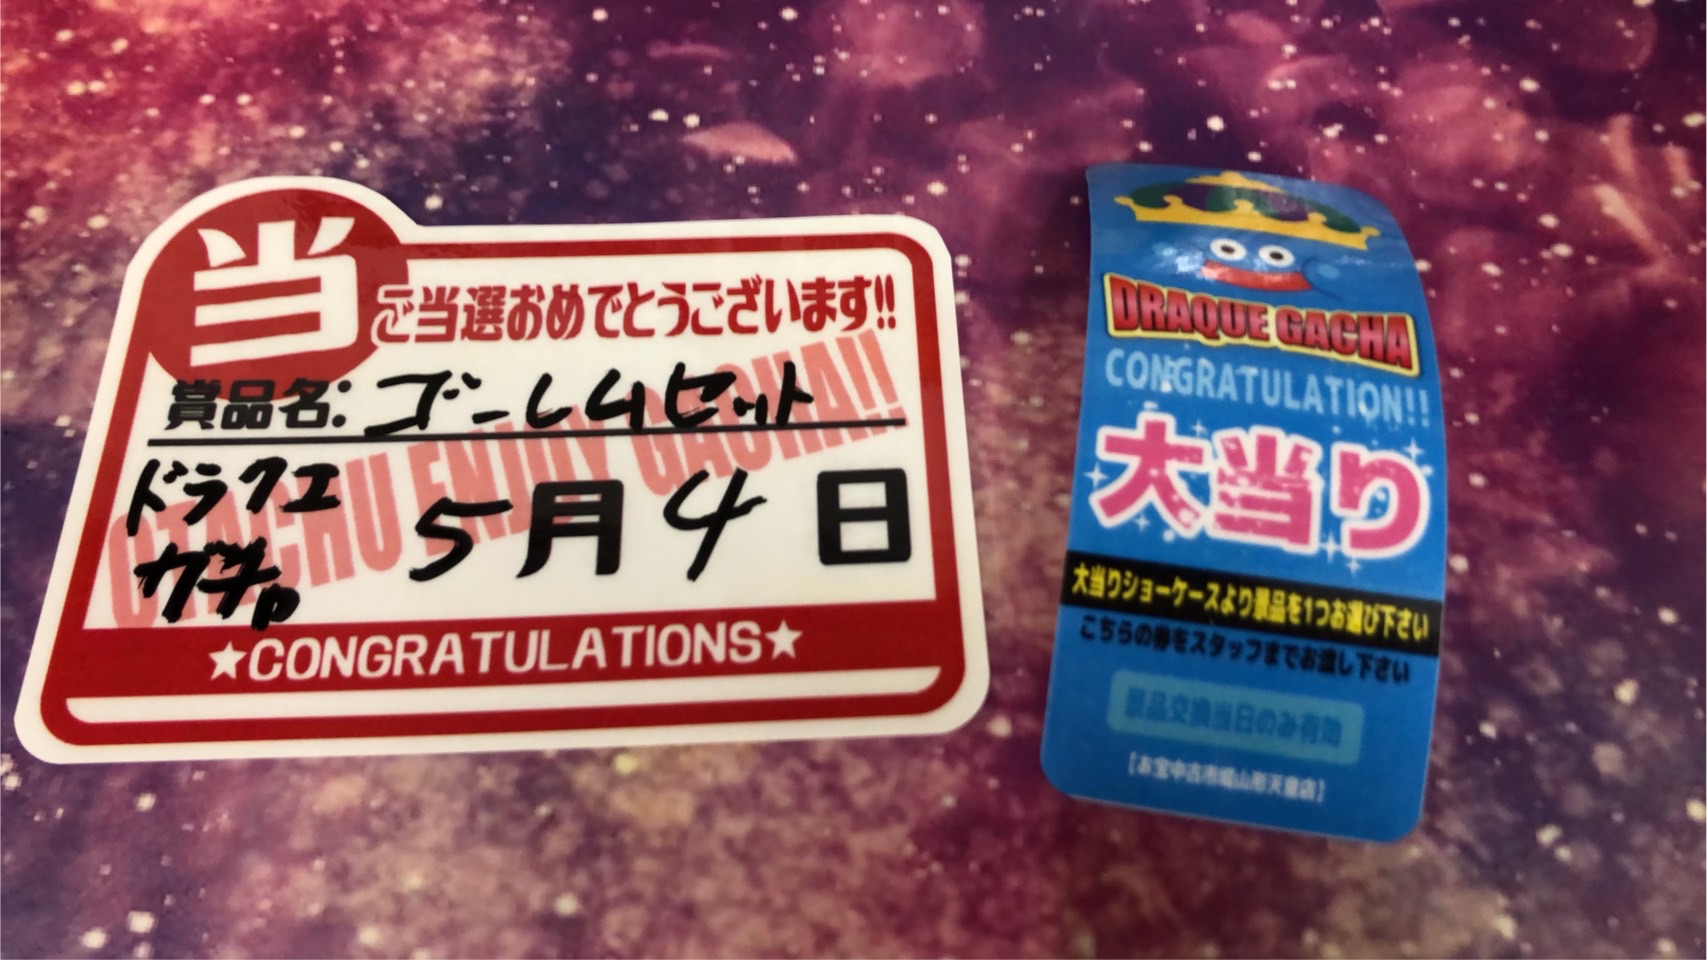 当
ご当選おめでとうございます!!
賞品名: ゴーレムセット
ドラクエ
ガチャ
5月4日
OTACHU ENJOY GACHA!!
★CONGRATULATIONS★
DRAQUE GACHA
CONGRATULATION!!
大当り
大当りショーケースより景品を1つお選び下さい
こちらの券をスタッフまでお渡し下さい
景品交換当日のみ有効
【お宝中古市場山形天童店】